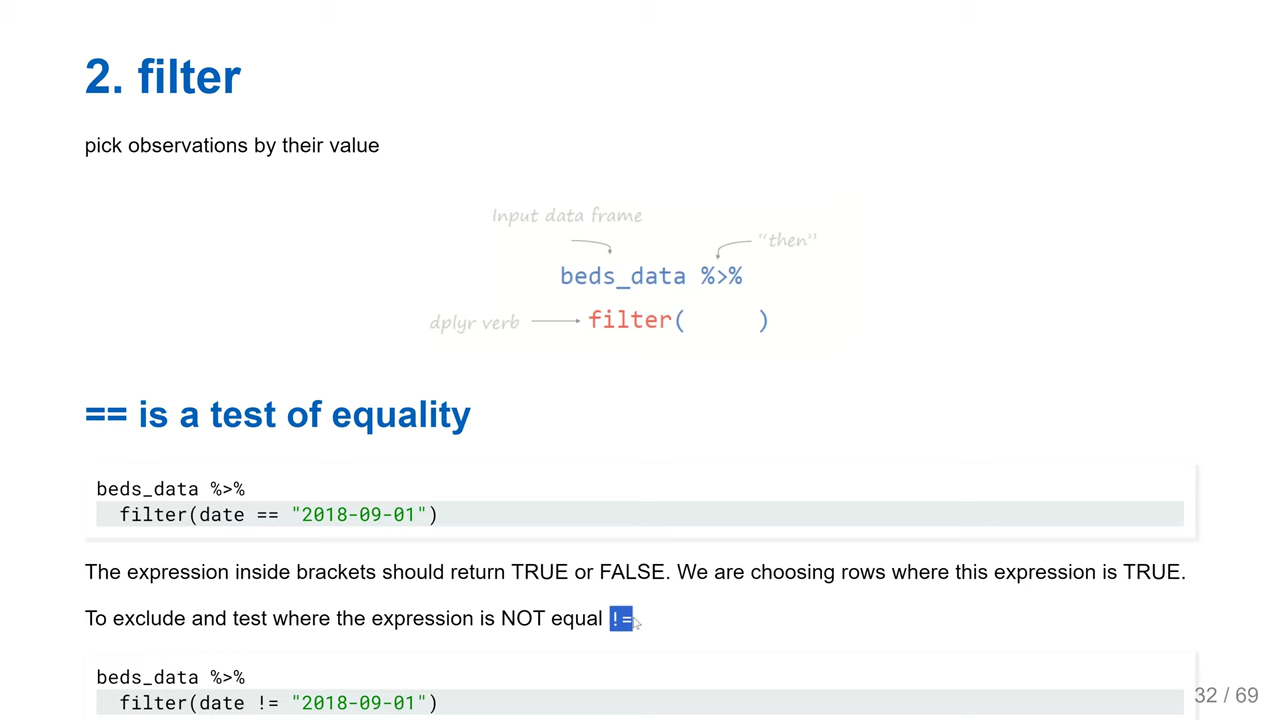 2. filter
pick observations by their value
Input data frame
"then"
beds_data %>%
dplyr verb
filter( )
== is a test of equality
beds_data %>%
filter(date == "2018-09-01")
The expression inside brackets should return TRUE or FALSE. We are choosing rows where this expression is TRUE.
To exclude and test where the expression is NOT equal !=
beds_data %>%
filter(date != "2018-09-01")
32 / 69